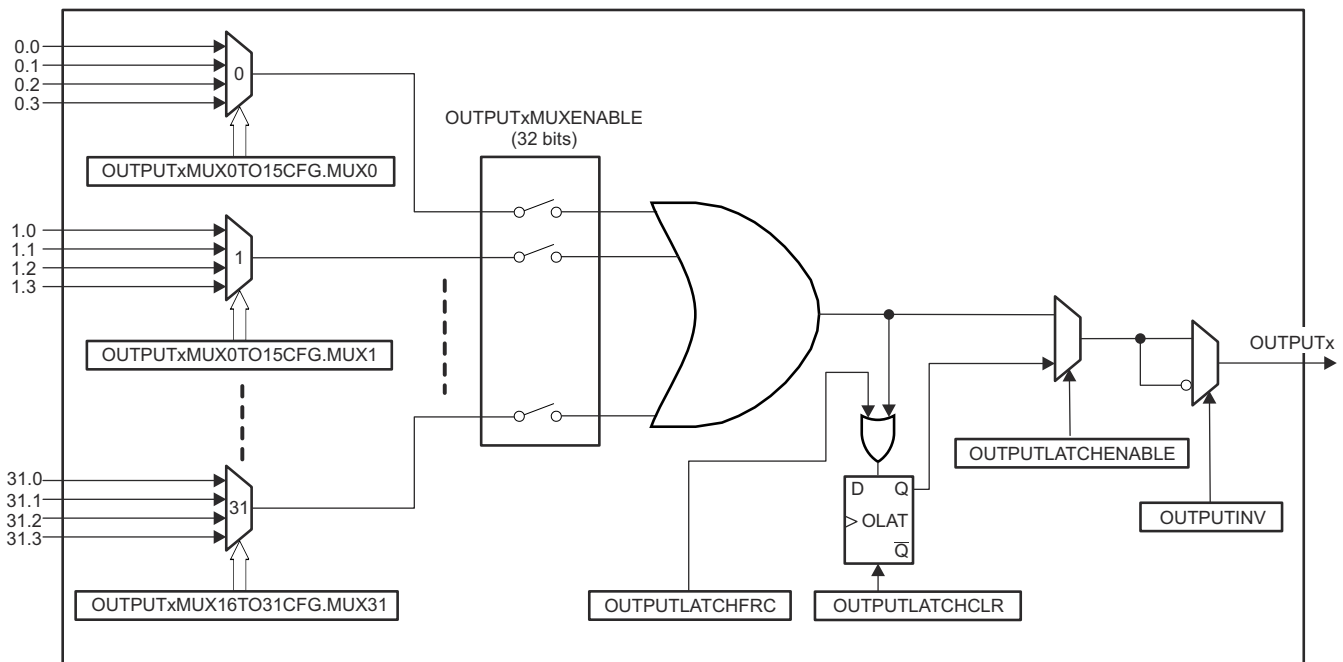 0.0
0.1
0.2
0.3
0
OUTPUTxMUX0TO15CFG.MUX0
1.0
1.1
1.2
1.3
1
OUTPUTxMUX0TO15CFG.MUX1
31.0
31.1
31.2
31.3
31
OUTPUTxMUX16TO31CFG.MUX31
OUTPUTxMUXENABLE
(32 bits)
D Q
OLAT
Q̅
OUTPUTLATCHFRC
OUTPUTLATCHCLR
OUTPUTLATCHENABLE
OUTPUTINV
OUTPUTx